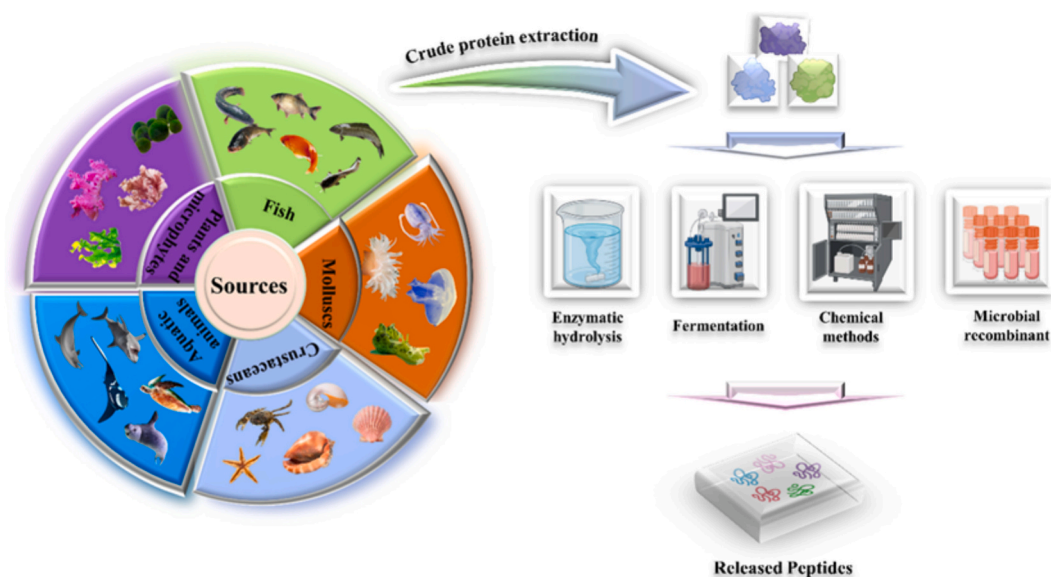 Crude protein extraction
Fish
Plants and
microphytes
Sources
Molluscs
Aquatic
animals
Crustaceans
Enzymatic
hydrolysis
Fermentation
Chemical
methods
Microbial
recombinant
Released Peptides